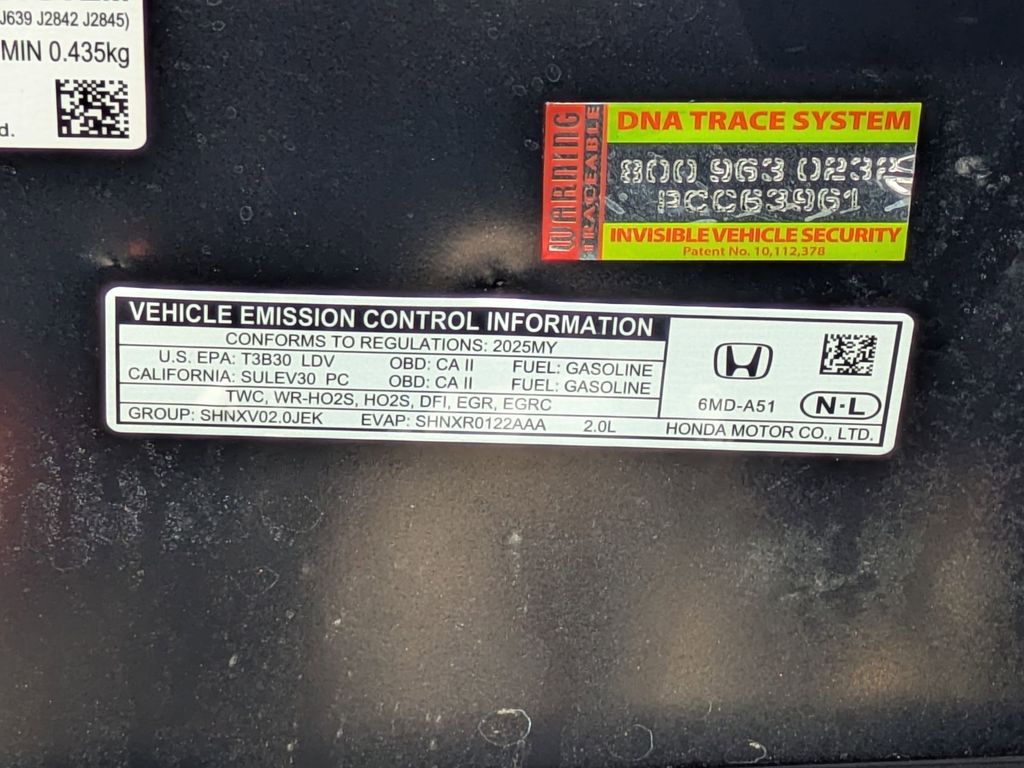 J639 J2842 J2845)
MIN 0.435kg
d.
WARNING
TRACEABLE
DNA TRACE SYSTEM
800 963 0232
PCC63961
INVISIBLE VEHICLE SECURITY
Patent No. 10,112,378
VEHICLE EMISSION CONTROL INFORMATION
CONFORMS TO REGULATIONS: 2025MY
U.S. EPA: T3B30 LDV OBD: CA II FUEL: GASOLINE
CALIFORNIA: SULEV30 PC OBD: CA II FUEL: GASOLINE
TWC, WR-HO2S, HO2S, DFI, EGR, EGRC
GROUP: SHNXV02.0JEK EVAP: SHNXR0122AAA 2.0L
6MD-A51 N-L
HONDA MOTOR CO., LTD.